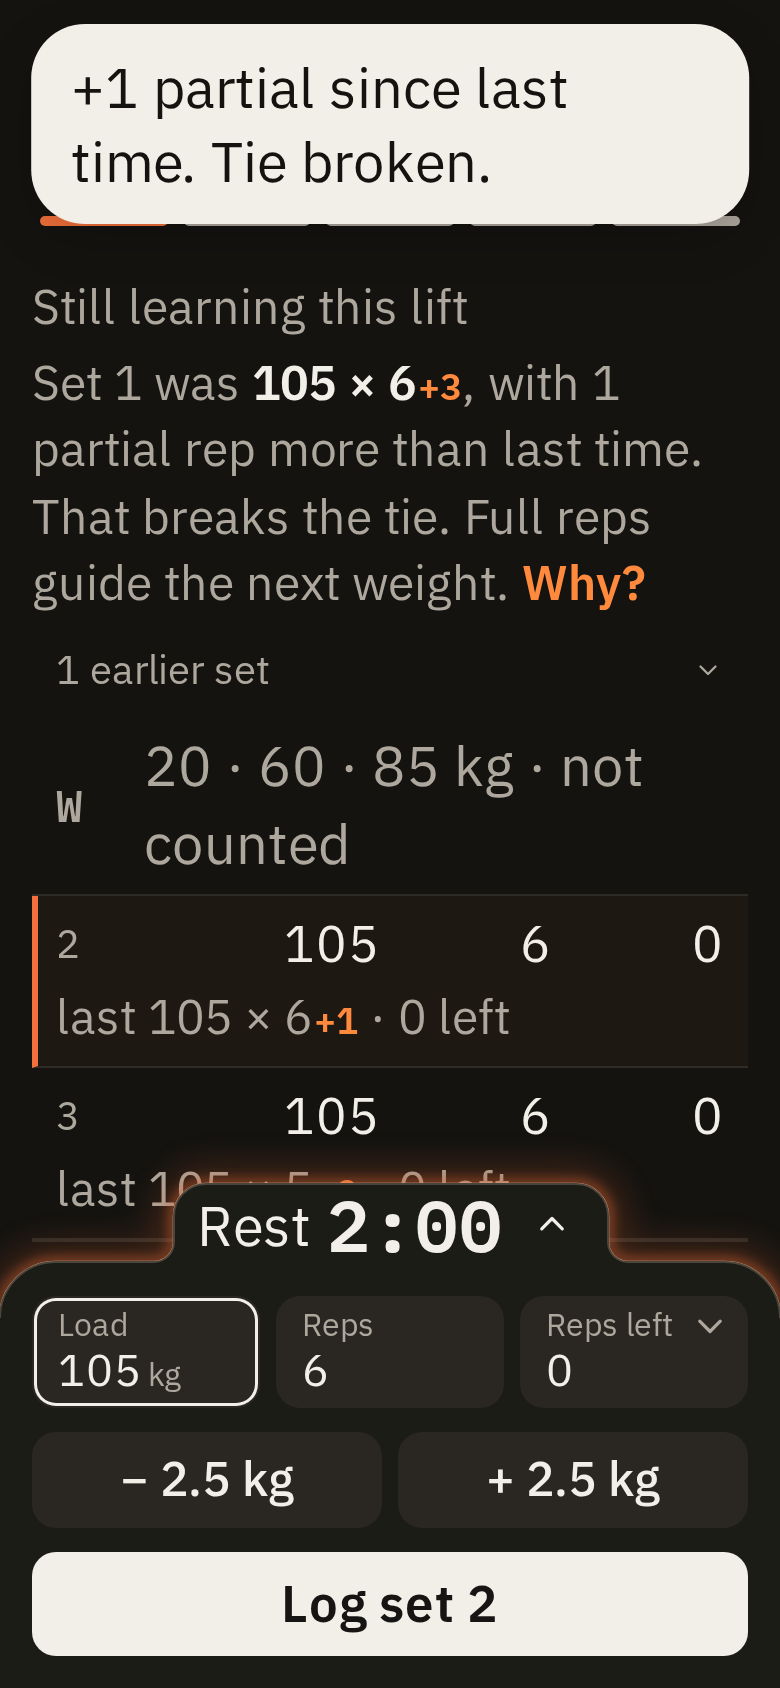 +1 partial since last
time. Tie broken.
Still learning this lift
Set 1 was 105 × 6+3, with 1
partial rep more than last time.
That breaks the tie. Full reps
guide the next weight. Why?
1 earlier set
W 20 · 60 · 85 kg · not
counted
2 105 6 0
last 105 × 6+1 · 0 left
3 105 6 0
last
Rest 2:00
Load Reps Reps left
105 kg 6 0
− 2.5 kg + 2.5 kg
Log set 2